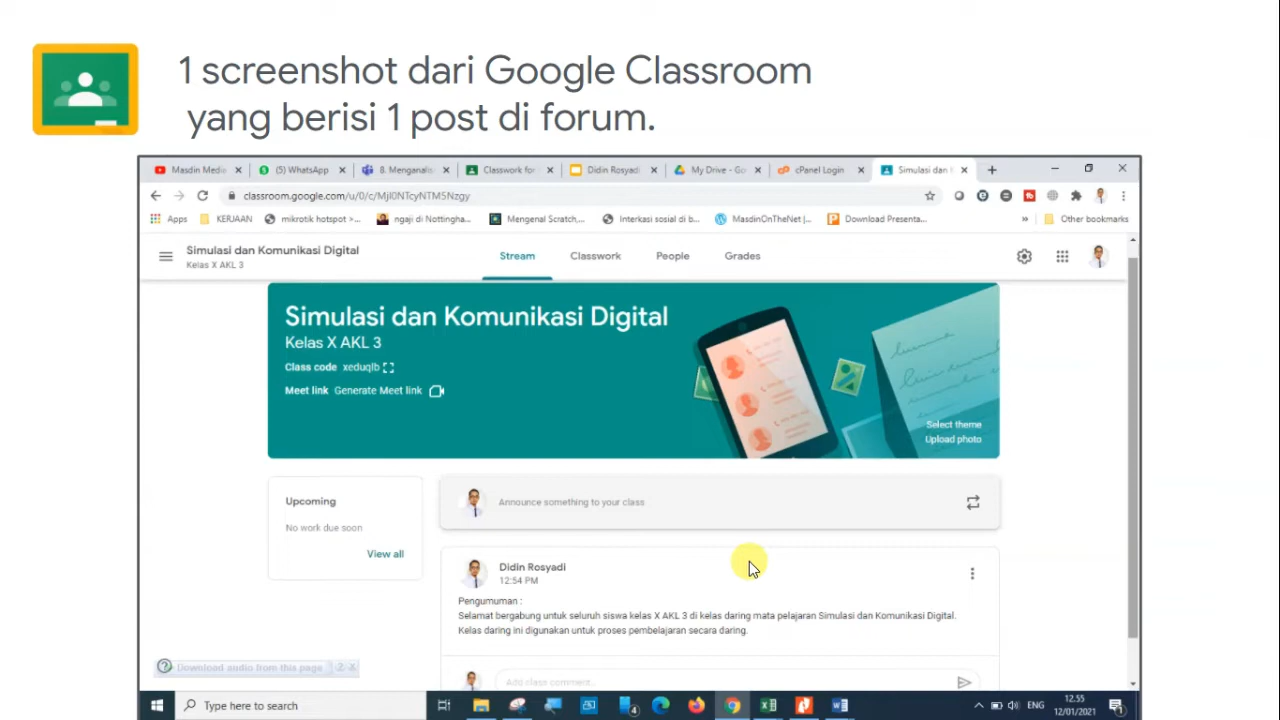 1 screenshot dari Google Classroom
yang berisi 1 post di forum.
Masdin Medi
(5) WhatsApp
8. Menganalis
Classwork for
Didin Rosyadi
My Drive - Go
cPanel Login
Simulasi dan
classroom.google.com/u/0/c/MjI0NTcyNTM5Nzgy
Apps
KERJAAN
mikrotik hotspot >...
ngaji di Nottingha...
Mengenal Scratch,...
Interkasi sosial di b...
MasdinOnTheNet |...
Download Presenta...
»
Other bookmarks
Simulasi dan Komunikasi Digital
Kelas X AKL 3
Stream
Classwork
People
Grades
Simulasi dan Komunikasi Digital
Kelas X AKL 3
Class code xeduqlb
Meet link Generate Meet link
Select theme
Upload photo
Upcoming
No work due soon
View all
Announce something to your class
Didin Rosyadi
12:54 PM
Pengumuman :
Selamat bergabung untuk seluruh siswa kelas X AKL 3 di kelas daring mata pelajaran Simulasi dan Komunikasi Digital.
Kelas daring ini digunakan untuk proses pembelajaran secara daring.
Download audio from this page
Add class comment...
Type here to search
4
ENG
12.55
12/01/2021
1